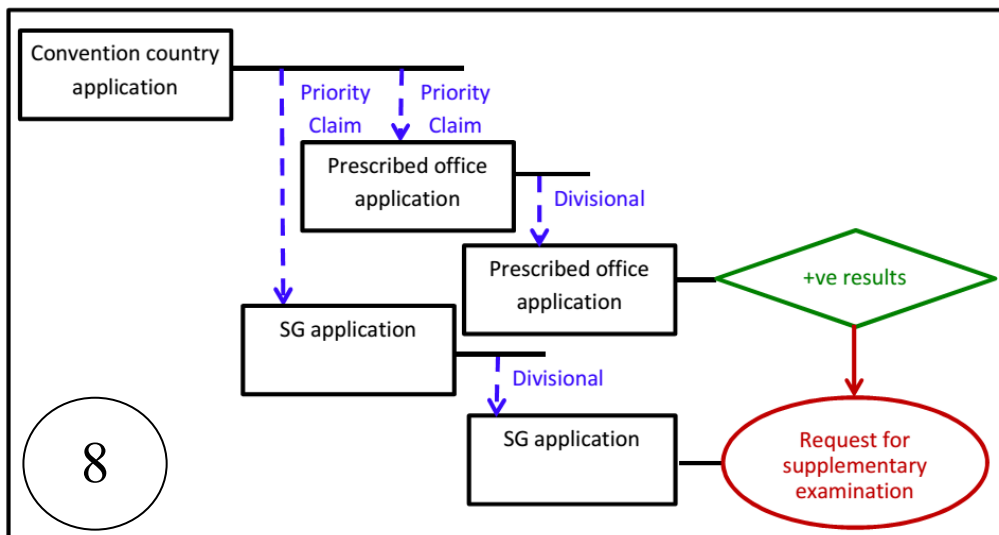 Convention country
application
Priority
Claim
Priority
Claim
Prescribed office
application
Divisional
Prescribed office
application
+ve results
SG application
Divisional
SG application
Request for
supplementary
examination
8